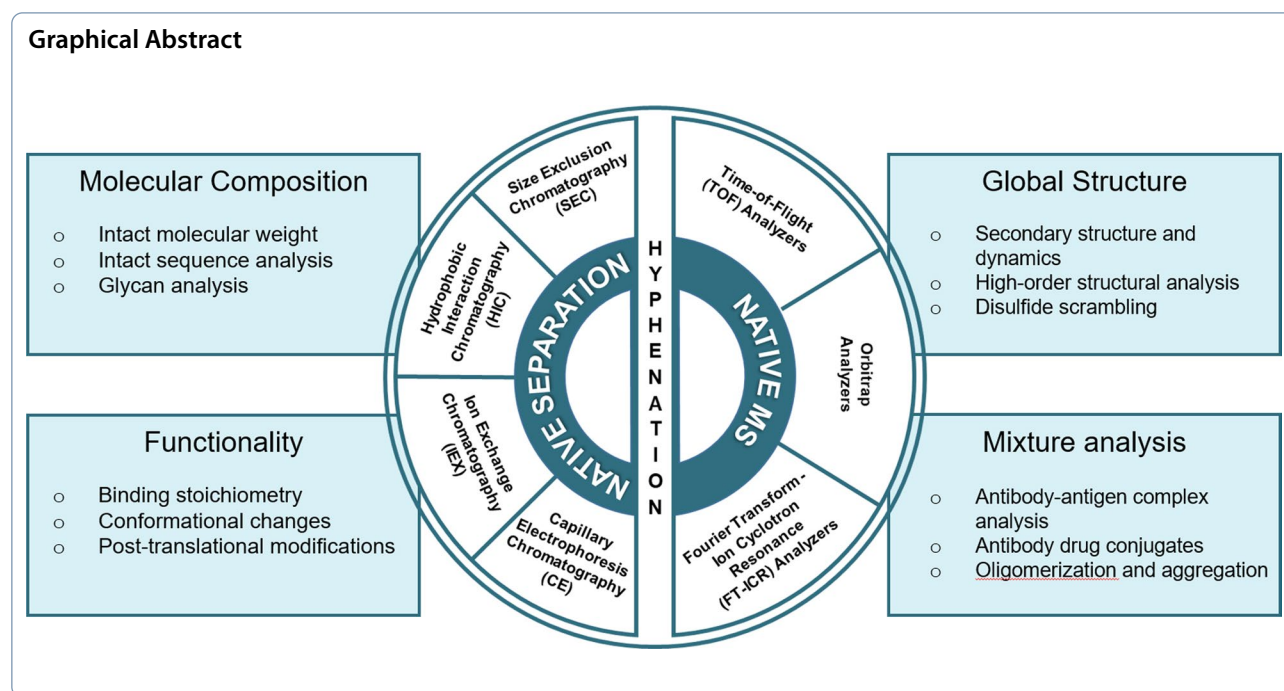 Graphical Abstract
Molecular Composition
o Intact molecular weight
o Intact sequence analysis
o Glycan analysis
Functionality
o Binding stoichiometry
o Conformational changes
o Post-translational modifications
Size Exclusion
Chromatography
(SEC)
Hydrophobic
Interaction
Chromatography
(HIC)
Ion Exchange
Chromatography
(IEX)
Capillary
Electrophoresis
Chromatography
(CE)
NATIVE SEPARATION
HYPHENATION
NATIVE MS
Time-of-Flight
(TOF) Analyzers
Orbitrap
Analyzers
Fourier Transform -
Ion Cyclotron
Resonance
(FT-ICR) Analyzers
Global Structure
o Secondary structure and
dynamics
o High-order structural analysis
o Disulfide scrambling
Mixture analysis
o Antibody-antigen complex
analysis
o Antibody drug conjugates
o Oligomerization and aggregation